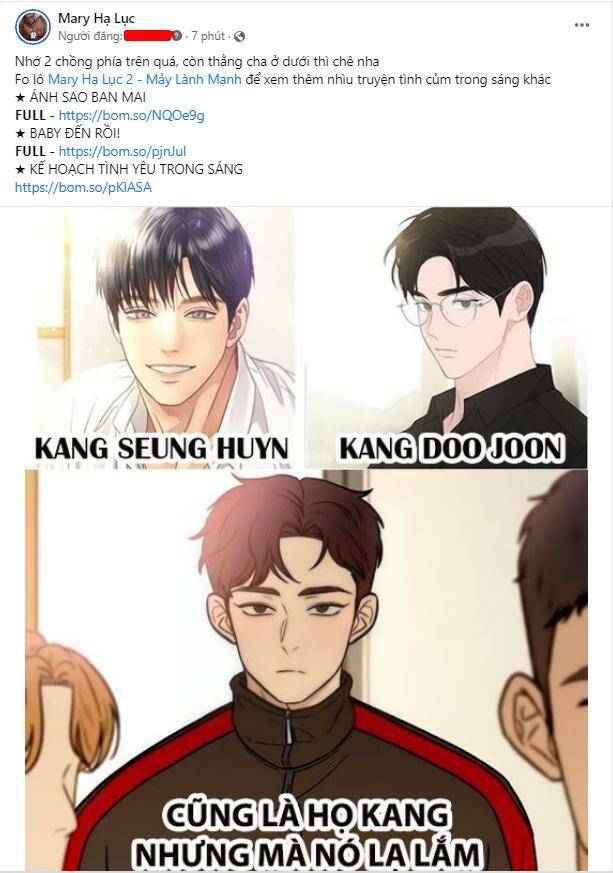 Mary Hạ Lục
Người đăng: · 7 phút ·
Nhớ 2 chồng phía trên quá, còn thằng cha ở dưới thì chê nha
Fo lô Mary Hạ Lục 2 - Mảy Lành Mạnh để xem thêm nhìu truyện tình củm trong sáng khác
★ ÁNH SAO BAN MAI
FULL - https://bom.so/NQOe9g
★ BABY ĐẾN RỒI!
FULL - https://bom.so/pjnJuI
★ KẾ HOẠCH TÌNH YÊU TRONG SÁNG
https://bom.so/pKlASA
KANG SEUNG HUYN
KANG DOO JOON
CŨNG LÀ HỌ KANG
NHƯNG MÀ NÓ LẠ LẮM